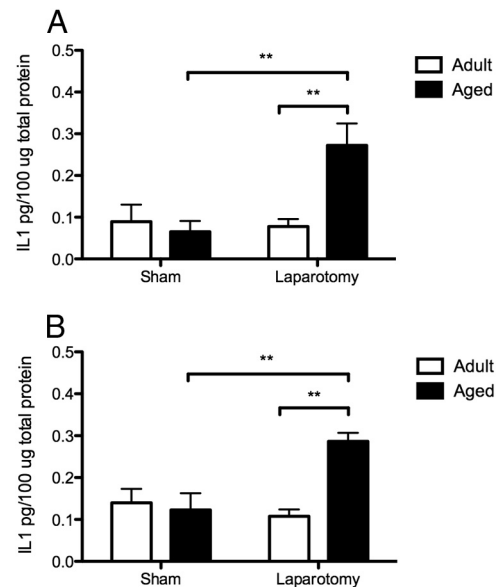 A
IL1 pg/100 ug total protein
0.5
0.4
0.3
0.2
0.1
0.0
**
**
Adult
Aged
Sham
Laparotomy
B
IL1 pg/100 ug total protein
0.5
0.4
0.3
0.2
0.1
0.0
**
**
Adult
Aged
Sham
Laparotomy